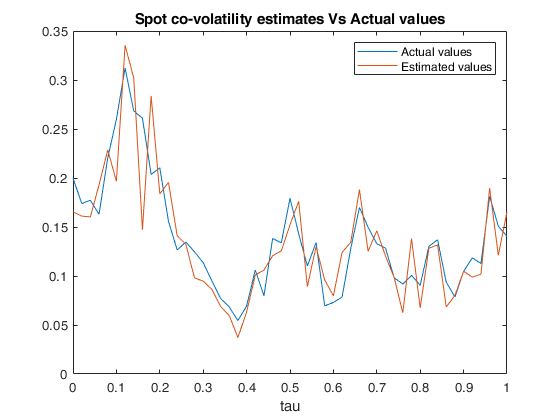 Spot co-volatility estimates Vs Actual values
Actual values
Estimated values
0.35
0.3
0.25
0.2
0.15
0.1
0.05
0
0 0.1 0.2 0.3 0.4 0.5 0.6 0.7 0.8 0.9 1
tau